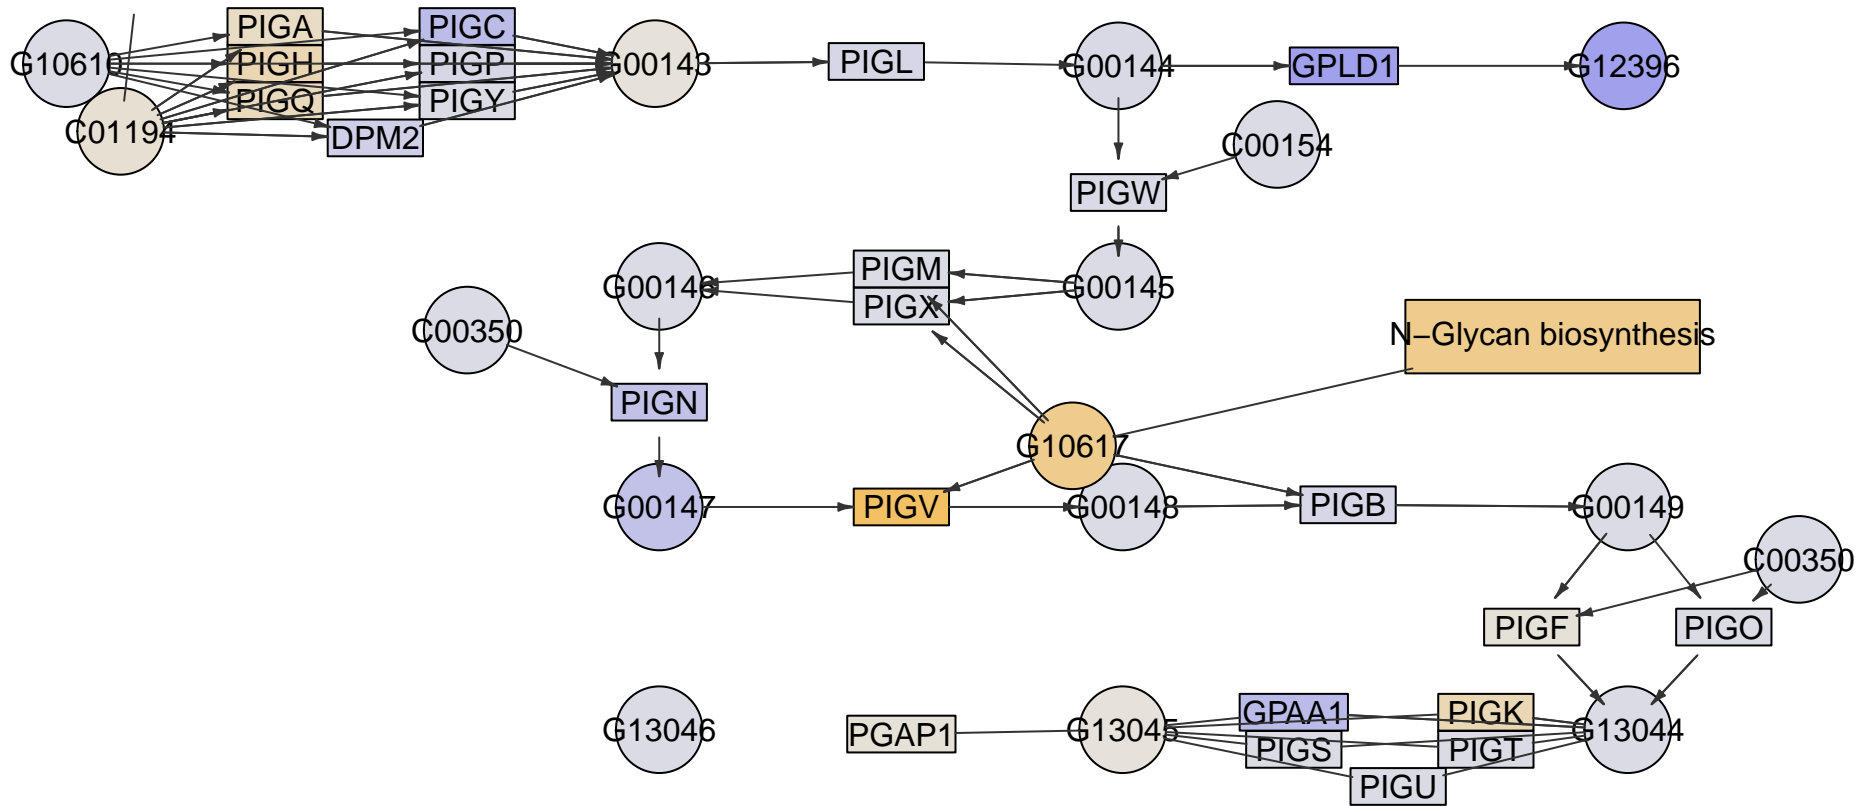 PIGA
PIGC
G10610
PIGH
PIGP
G00143
PIGL
G00144
GPLD1
G12396
PIGQ
PIGY
C01194
DPM2
C00154
PIGW
PIGM
G00146
G00145
PIGX
C00350
N−Glycan biosynthesis
PIGN
G10617
G00147
PIGV
G00148
PIGB
G00149
C00350
PIGF
PIGO
GPAA1
PIGK
G13046
PGAP1
G13045
G13044
PIGS
PIGT
PIGU